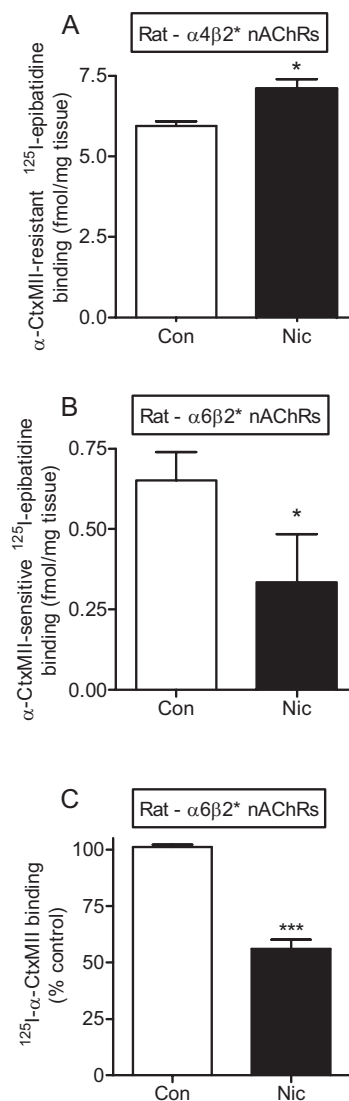 A
Rat - α4β2* nAChRs
α-CtxMII-resistant ¹²⁵I-epibatidine
binding (fmol/mg tissue)
7.5
5.0
2.5
0.0
*
Con
Nic
B
Rat - α6β2* nAChRs
α-CtxMII-sensitive ¹²⁵I-epibatidine
binding (fmol/mg tissue)
0.75
0.50
0.25
0.00
*
Con
Nic
C
Rat - α6β2* nAChRs
¹²⁵I-α-CtxMII binding
(% control)
100
75
50
25
0
***
Con
Nic